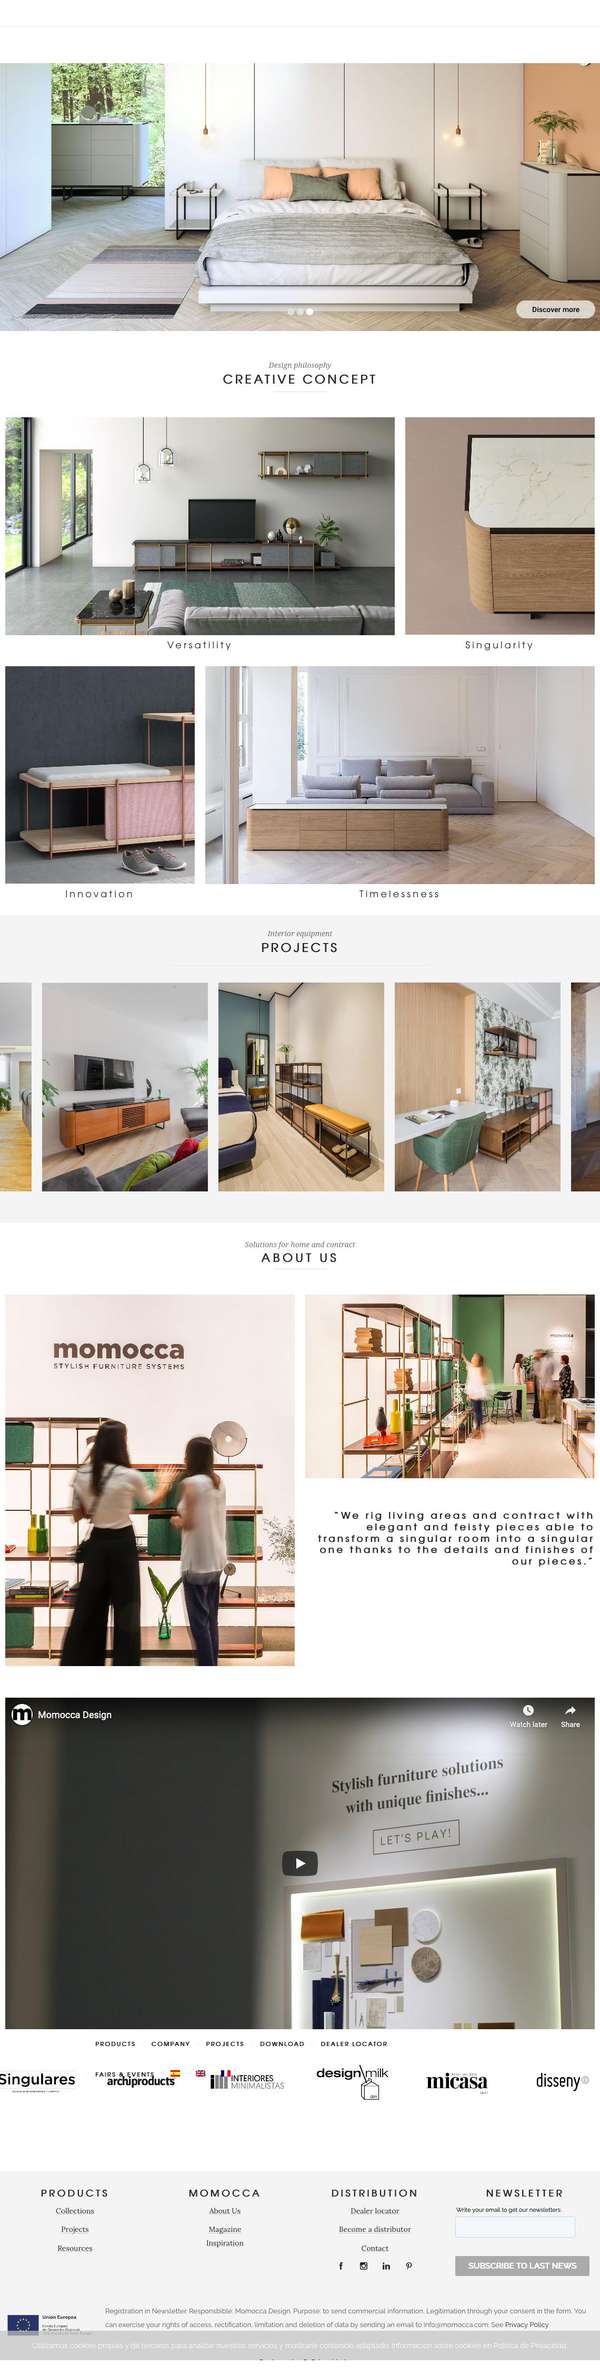 Discover more
Design philosophy
CREATIVE CONCEPT
Versatility
Singularity
Innovation
Timelessness
Interior equipment
PROJECTS
Solutions for home and contract
ABOUT US
momocca
STYLISH FURNITURE SYSTEMS
momocca
“We rig living areas and contract with
elegant and feisty pieces able to
transform a singular room into a singular
one thanks to the details and finishes of
our pieces.”
Momocca Design
Watch later
Share
Stylish furniture solutions
with unique finishes...
LET'S PLAY!
PRODUCTS COMPANY PROJECTS DOWNLOAD DEALER LOCATOR
FAIRS & EVENTS
Singulares
archiproducts
INTERIORES
MINIMALISTAS
design milk
micasa
disseny
PRODUCTS
Collections
Projects
Resources
MOMOCCA
About Us
Magazine
Inspiration
DISTRIBUTION
Dealer locator
Become a distributor
Contact
NEWSLETTER
Write your email to get our newsletters:
SUBSCRIBE TO LAST NEWS
Unión Europea
Registration in Newsletter. Responsible: Momocca Design. Purpose: to send commercial information. Legitimation through your consent in the form. You
can exercise your rights of access, rectification, limitation and deletion of data by sending an email to info@momocca.com. See Privacy Policy
Utilizamos cookies propias y de terceros para analizar nuestros servicios y mostrarte contenido adaptado. Información sobre cookies en Política de Privacidad.